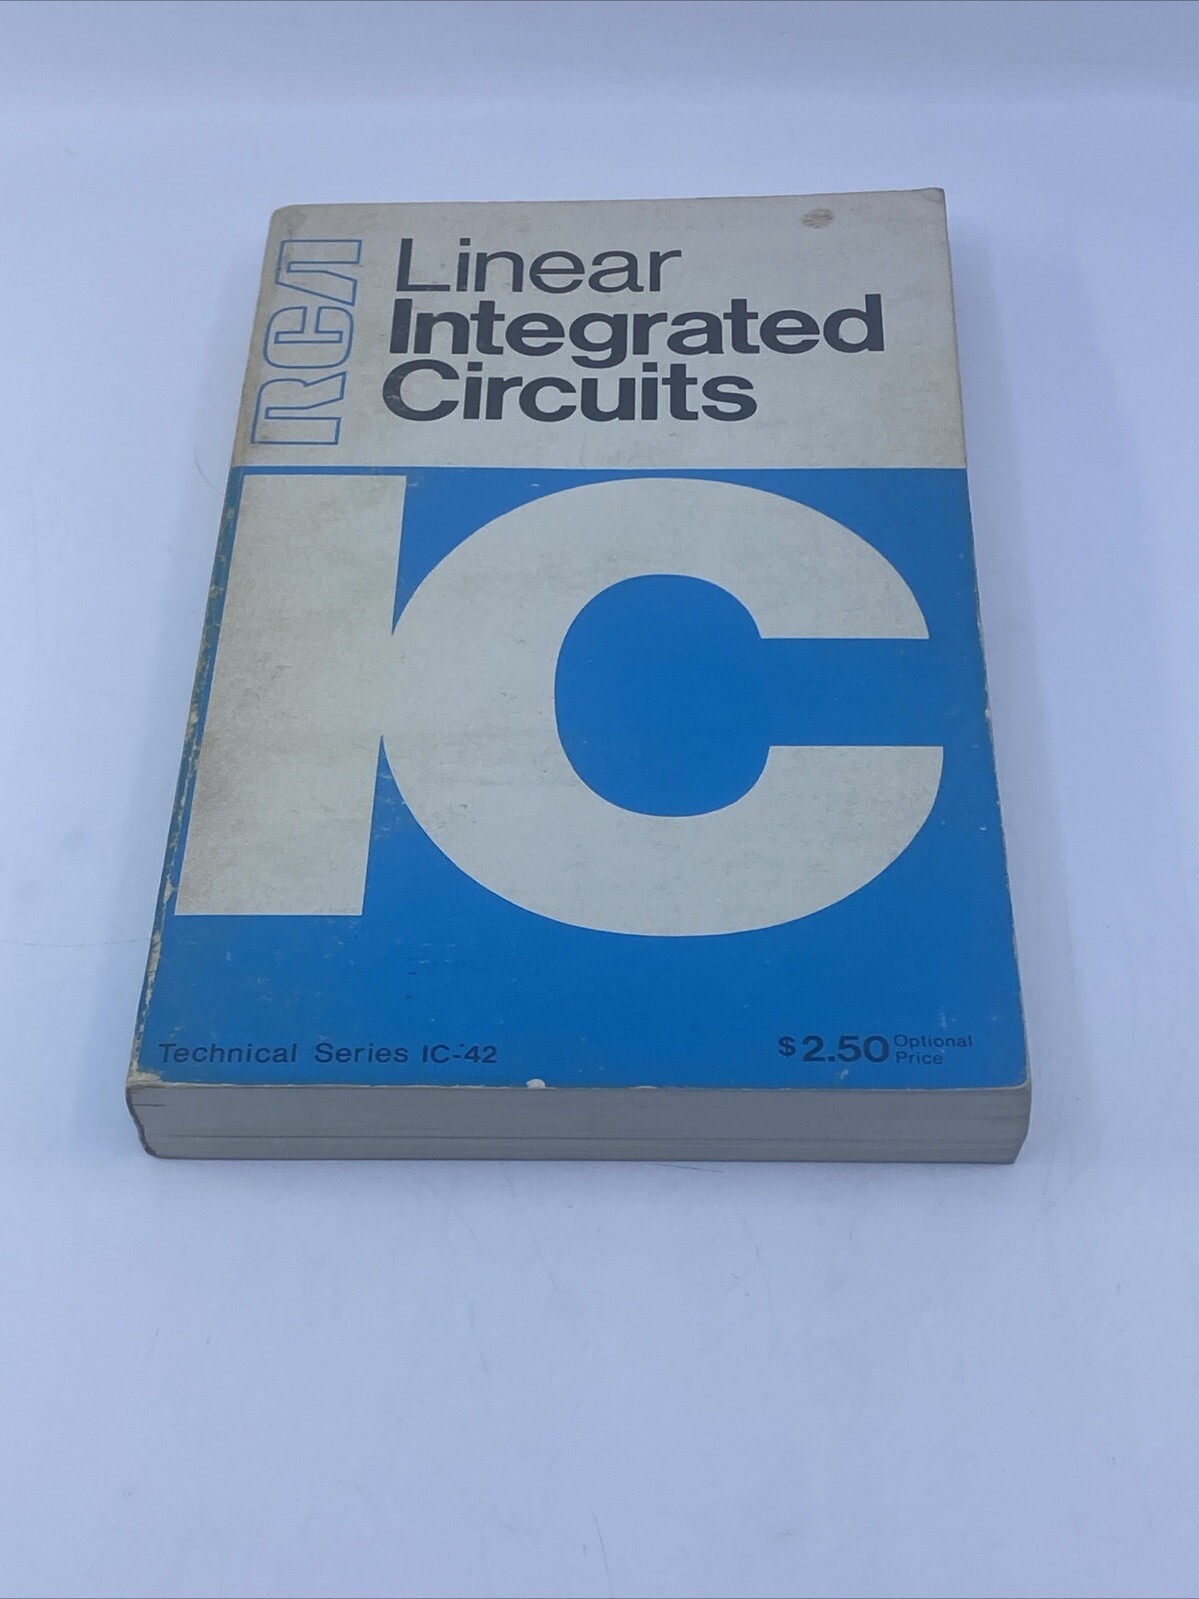 RCA
Linear
Integrated
Circuits
IC
Technical Series IC-42
$2.50 Optional
Price